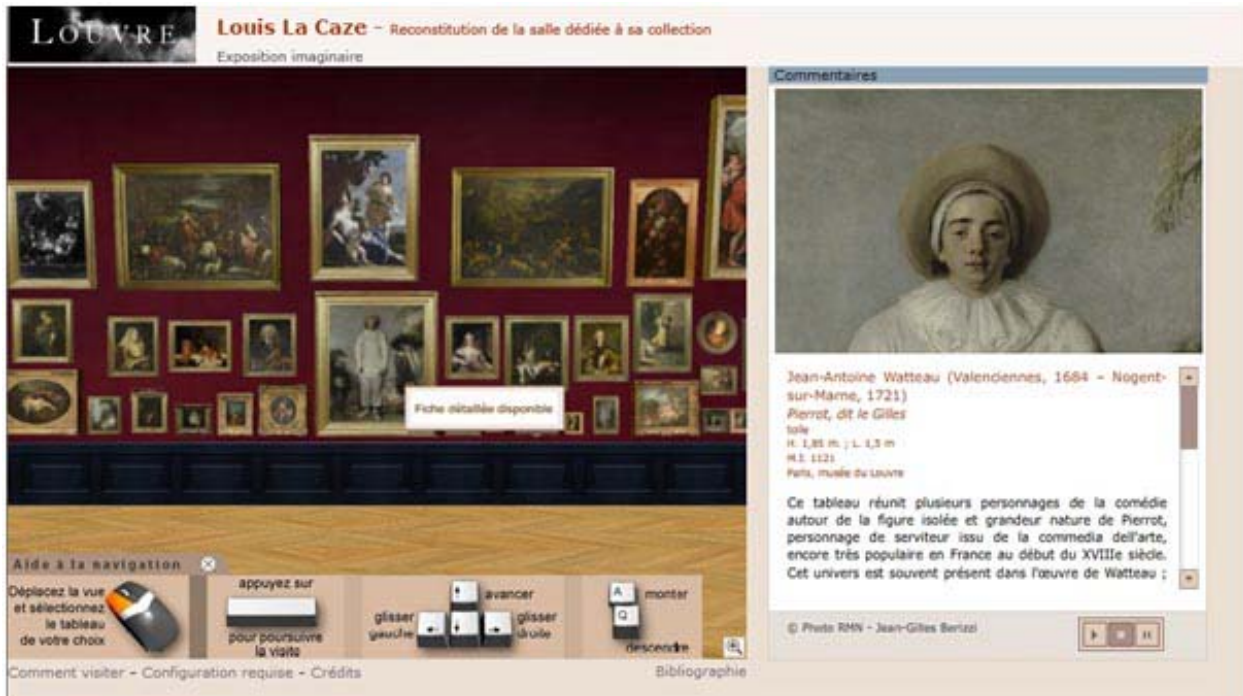 LOUVRE
Louis La Caze – Reconstitution de la salle dédiée à sa collection
Exposition imaginaire
Commentaires
Fiche détaillée disponible
Jean-Antoine Watteau (Valenciennes, 1684 – Nogent-
sur-Marne, 1721)
Pierrot, dit le Gilles
toile
H. 1,85 m. ; L. 1,5 m
M.I. 1121
Paris, musée du Louvre
Ce tableau réunit plusieurs personnages de la comédie
autour de la figure isolée et grandeur nature de Pierrot,
personnage de serviteur issu de la commedia dell'arte,
encore très populaire en France au début du XVIIIe siècle.
Cet univers est souvent présent dans l'œuvre de Watteau ;
© Photo RMN - Jean-Gilles Berizzi
Aide à la navigation
Déplacez la vue
et sélectionnez
le tableau
de votre choix
appuyez sur
pour poursuivre
la visite
avancer
glisser
gauche
glisser
droite
A
monter
Q
descendre
Comment visiter – Configuration requise – Crédits
Bibliographie